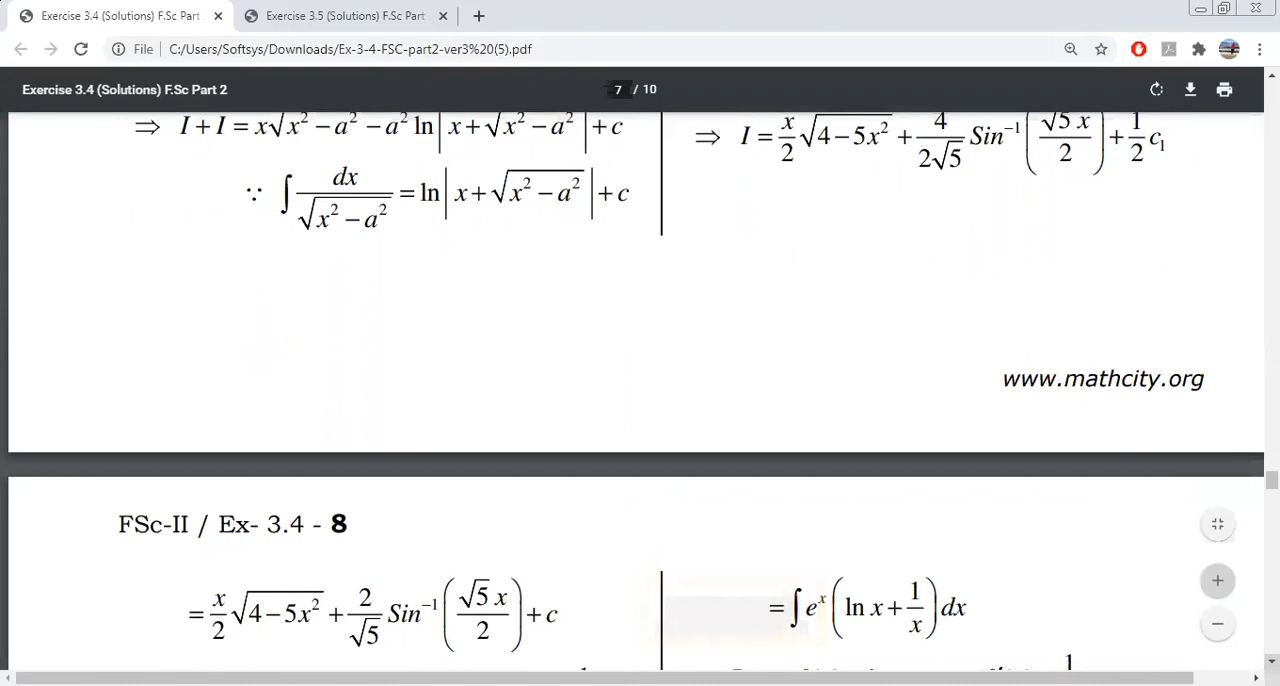 Exercise 3.4 (Solutions) F.Sc Part
Exercise 3.5 (Solutions) F.Sc Part
File | C:/Users/Softsys/Downloads/Ex-3-4-FSC-part2-ver3%20(5).pdf
Exercise 3.4 (Solutions) F.Sc Part 2
7 / 10
⇒ I + I = x√(x² − a²) − a² ln| x + √(x² − a²) | + c
∵ ∫ dx/√(x² − a²) = ln| x + √(x² − a²) | + c
⇒ I = x/2 √(4 − 5x²) + 4/(2√5) Sin⁻¹(√5 x/2) + 1/2 c₁
www.mathcity.org
FSc-II / Ex- 3.4 - 8
= x/2 √(4 − 5x²) + 2/√5 Sin⁻¹(√5 x/2) + c
= ∫ eˣ (ln x + 1/x) dx